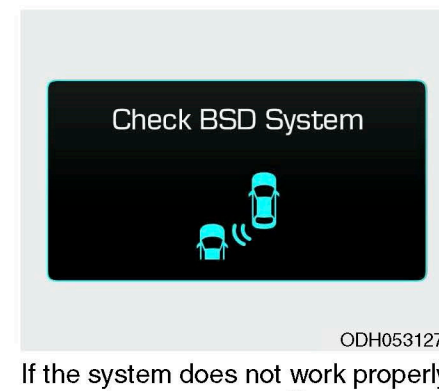 Check BSD System
ODH053127
If the system does not work properly